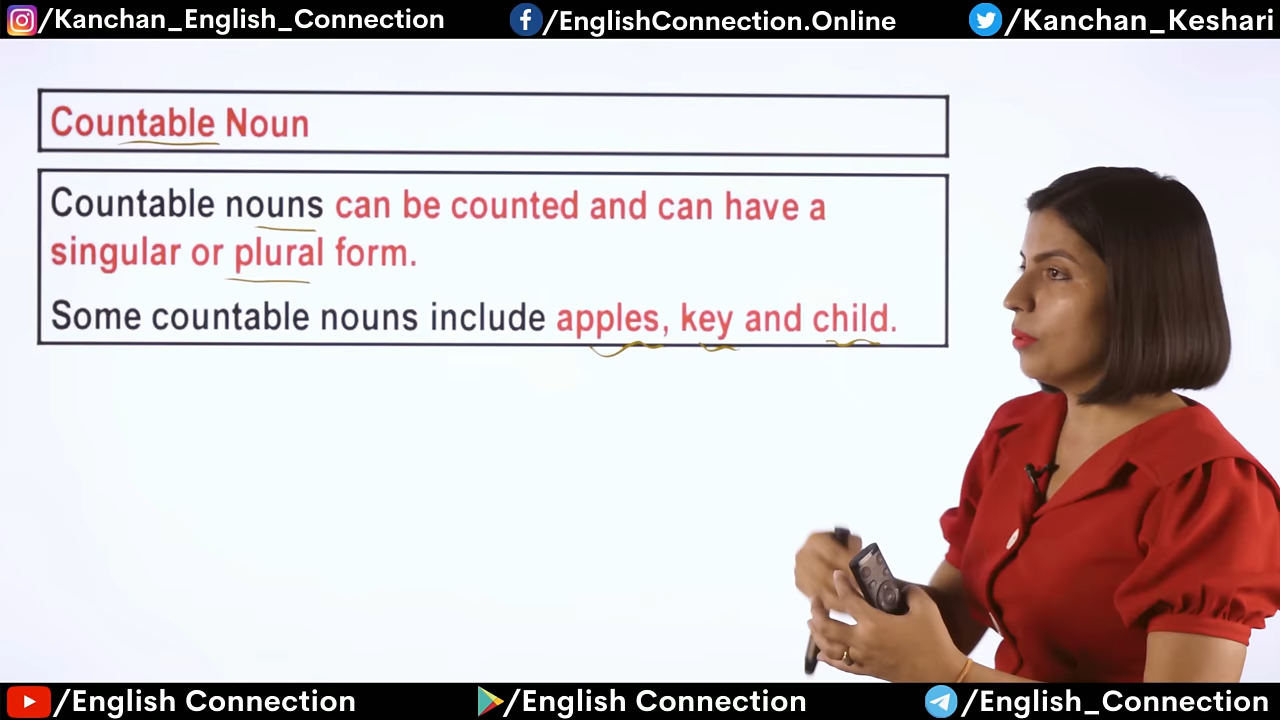 /Kanchan_English_Connection
/EnglishConnection.Online
/Kanchan_Keshari
Countable Noun
Countable nouns can be counted and can have a
singular or plural form.
Some countable nouns include apples, key and child.
/English Connection
/English Connection
/English_Connection